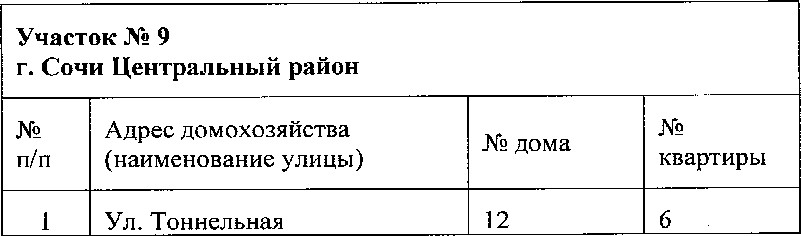 Участок № 9
г. Сочи Центральный район
№ п/п
Адрес домохозяйства (наименование улицы)
№ дома
№ квартиры
1 Ул. Тоннельная 12 6